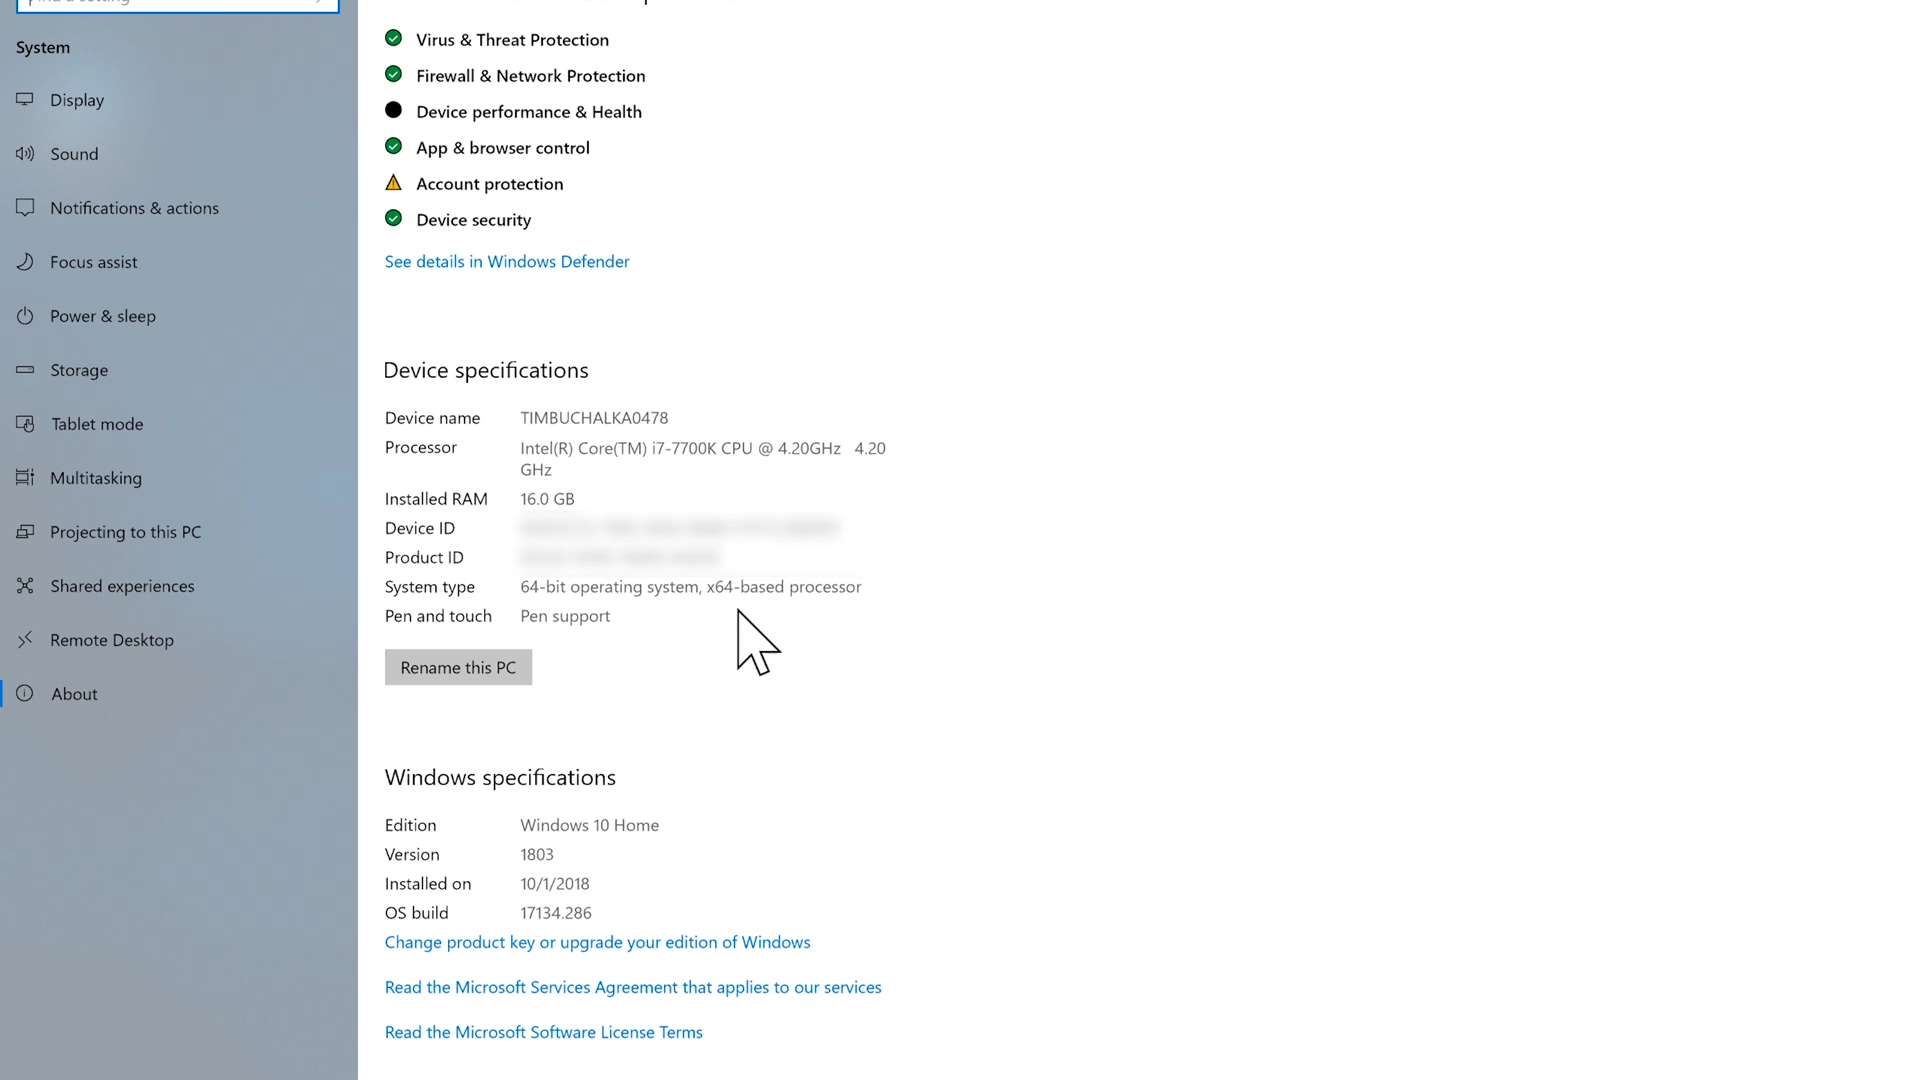 System
Display
Sound
Notifications & actions
Focus assist
Power & sleep
Storage
Tablet mode
Multitasking
Projecting to this PC
Shared experiences
Remote Desktop
About
Virus & Threat Protection
Firewall & Network Protection
Device performance & Health
App & browser control
Account protection
Device security
See details in Windows Defender
Device specifications
Device name TIMBUCHALKA0478
Processor Intel(R) Core(TM) i7-7700K CPU @ 4.20GHz 4.20
GHz
Installed RAM 16.0 GB
Device ID
Product ID
System type 64-bit operating system, x64-based processor
Pen and touch Pen support
Rename this PC
Windows specifications
Edition Windows 10 Home
Version 1803
Installed on 10/1/2018
OS build 17134.286
Change product key or upgrade your edition of Windows
Read the Microsoft Services Agreement that applies to our services
Read the Microsoft Software License Terms